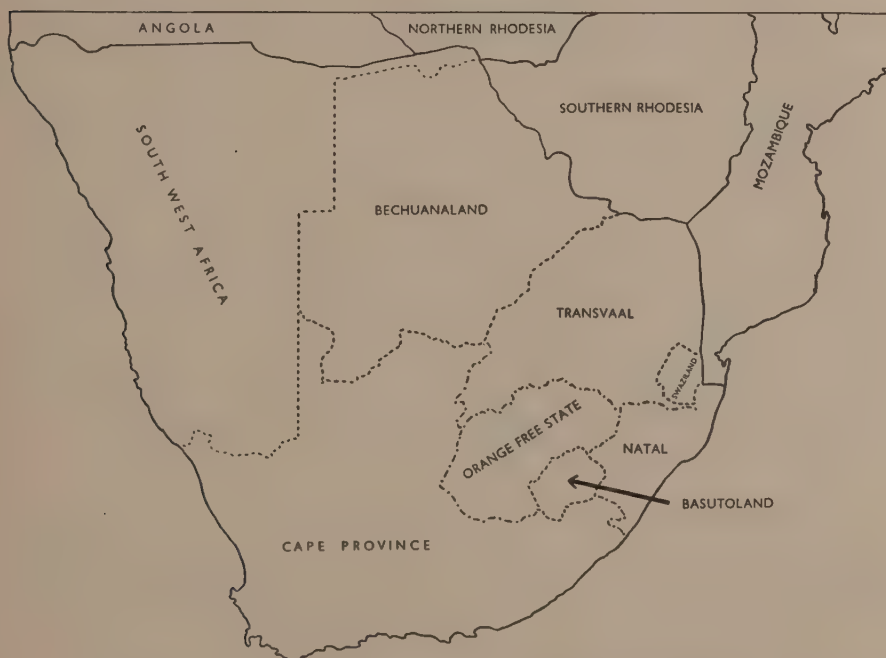 ANGOLA
NORTHERN RHODESIA
SOUTHERN RHODESIA
MOZAMBIQUE
SOUTH WEST AFRICA
BECHUANALAND
TRANSVAAL
SWAZILAND
ORANGE FREE STATE
NATAL
BASUTOLAND
CAPE PROVINCE